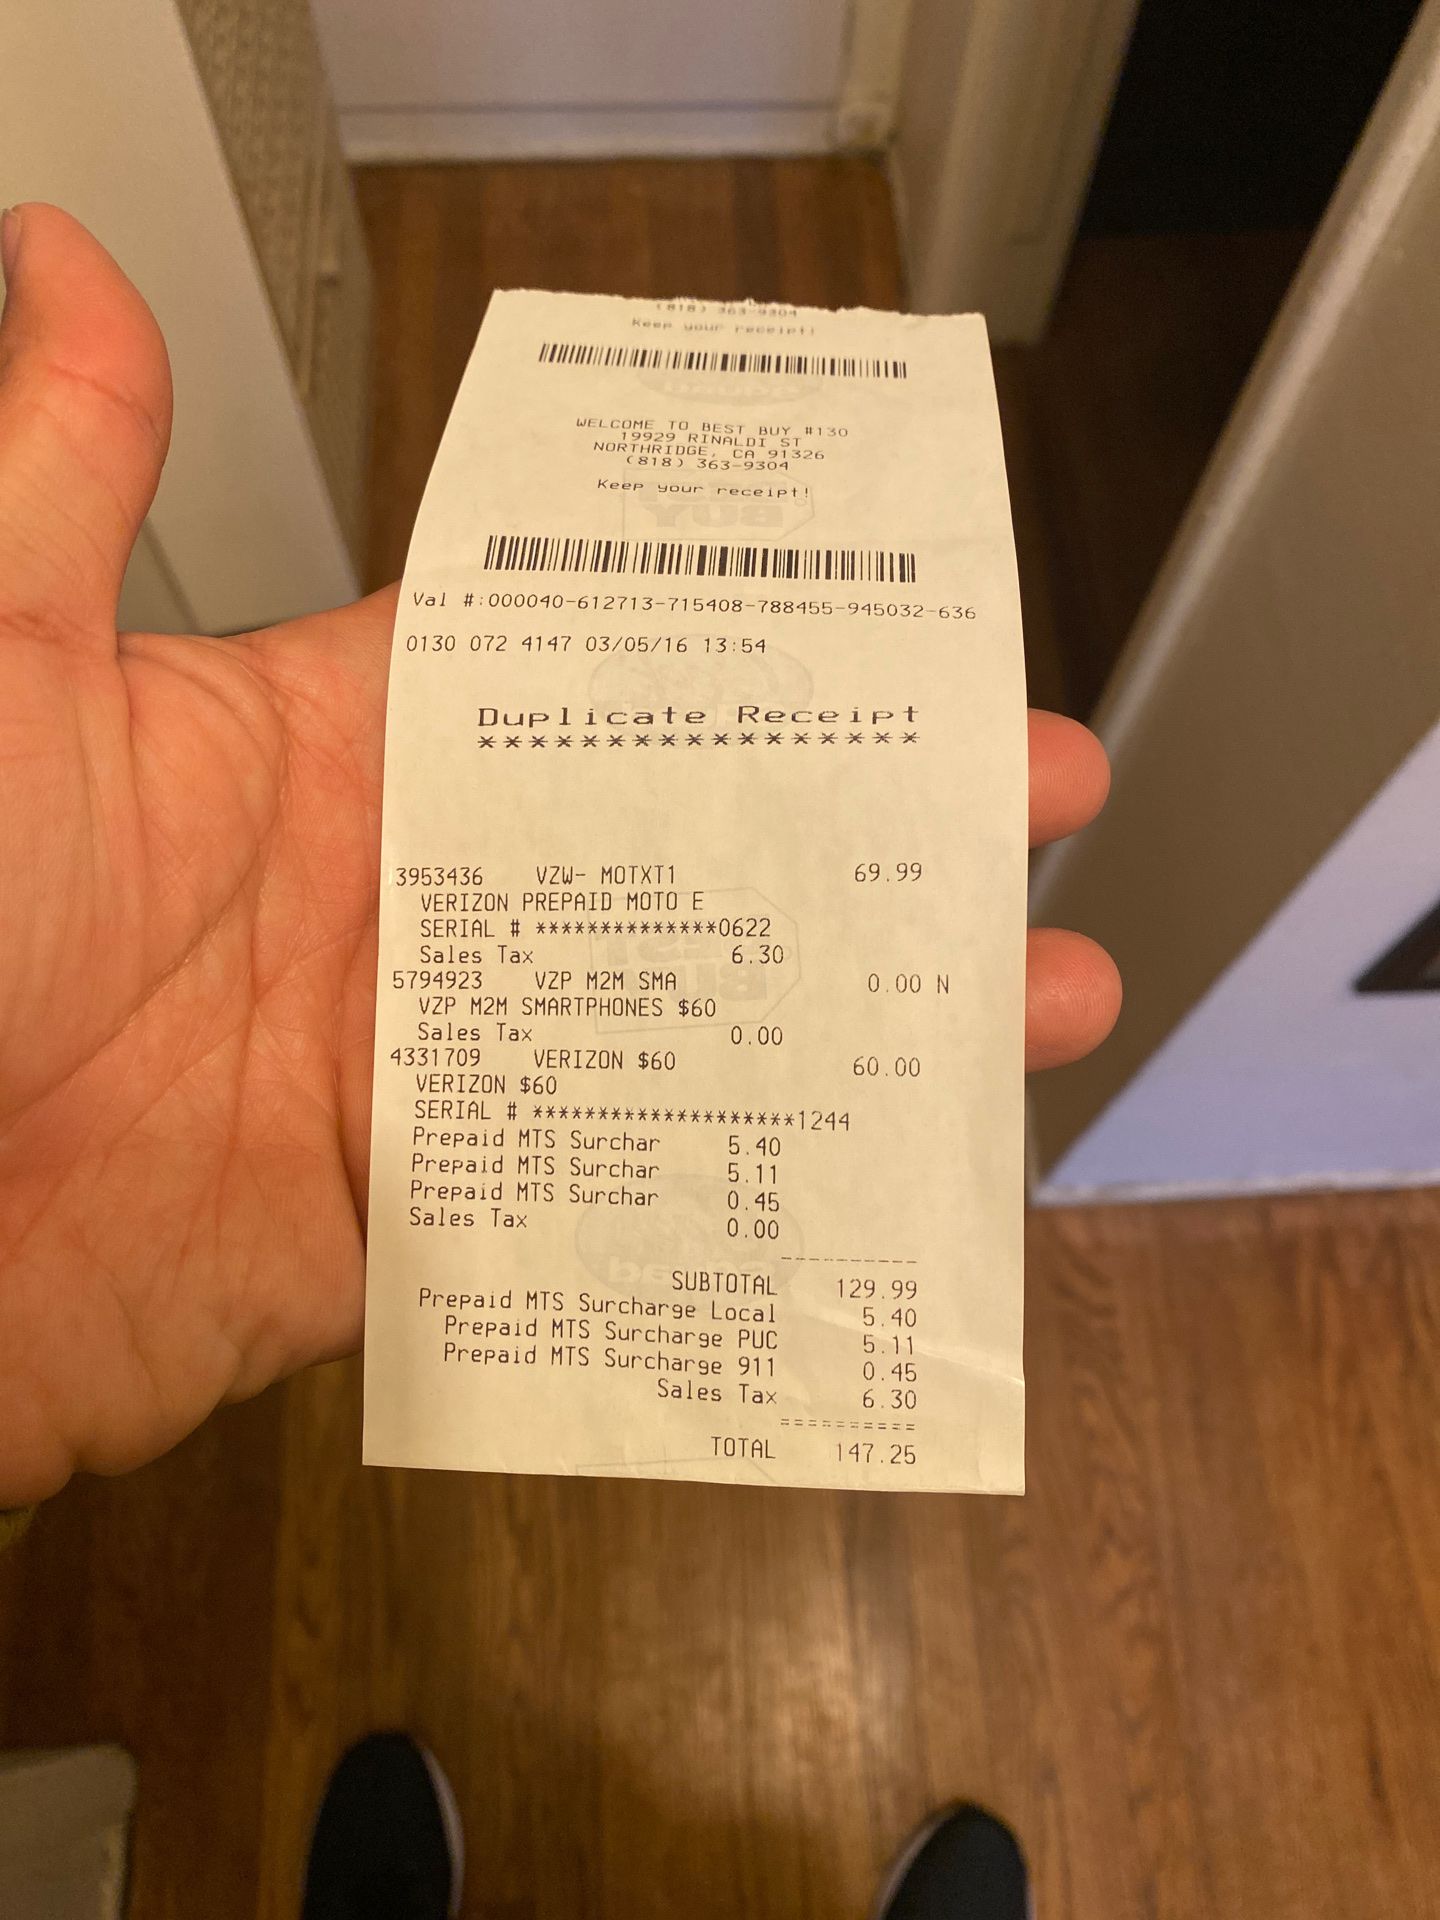 (818) 363-9304
Keep your receipt!
WELCOME TO BEST BUY #130
19929 RINALDI ST
NORTHRIDGE, CA 91326
(818) 363-9304
Keep your receipt!
Val #:000040-612713-715408-788455-945032-636
0130 072 4147 03/05/16 13:54
Duplicate Receipt
*****************
3953436 VZW- MOTXT1 69.99
VERIZON PREPAID MOTO E
SERIAL # **************0622
Sales Tax 6.30
5794923 VZP M2M SMA 0.00 N
VZP M2M SMARTPHONES $60
Sales Tax 0.00
4331709 VERIZON $60 60.00
VERIZON $60
SERIAL # ********************1244
Prepaid MTS Surchar 5.40
Prepaid MTS Surchar 5.11
Prepaid MTS Surchar 0.45
Sales Tax 0.00
----------
SUBTOTAL 129.99
Prepaid MTS Surcharge Local 5.40
Prepaid MTS Surcharge PUC 5.11
Prepaid MTS Surcharge 911 0.45
Sales Tax 6.30
==========
TOTAL 147.25